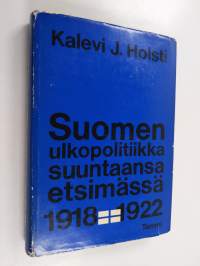 Kalevi J. Holsti
Suomen
ulkopolitiikka
suuntaansa
etsimässä
1918 1922
Tammi